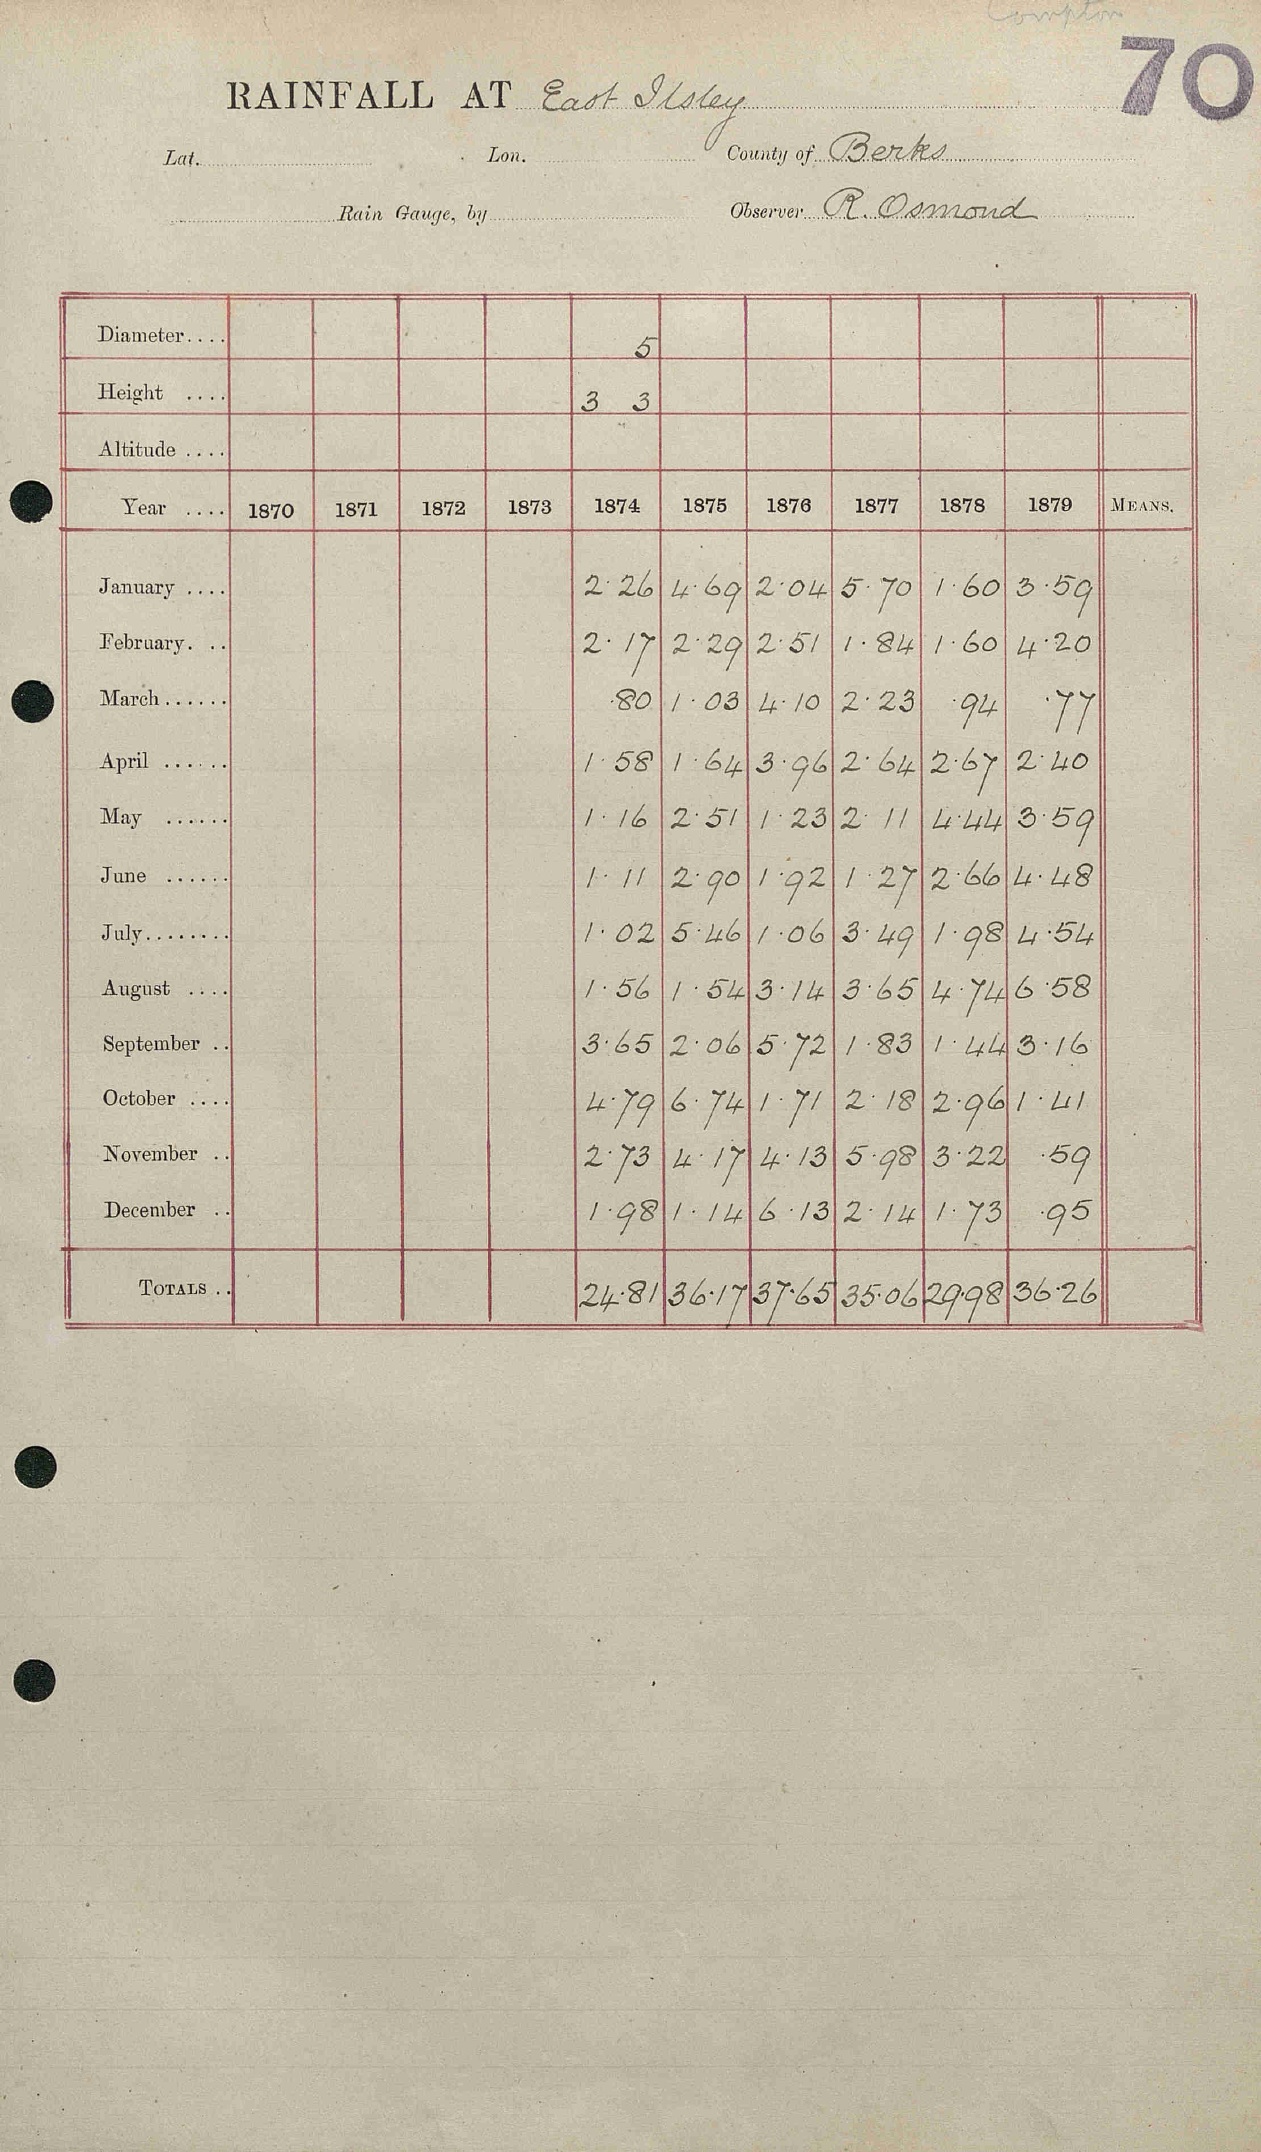 Compton
70
RAINFALL AT East Ilsley
Lat. Lon. County of Berks
Rain Gauge, by Observer R. Osmond
Diameter.... 5
Height .... 3 3
Altitude ....
Year .... 1870 1871 1872 1873 1874 1875 1876 1877 1878 1879 MEANS.
January .... 2·26 4·69 2·04 5·70 1·60 3·59
February. .. 2·17 2·29 2·51 1·84 1·60 4·20
March...... ·80 1·03 4·10 2·23 ·94 ·77
April ...... 1·58 1·64 3·96 2·64 2·67 2·40
May ...... 1·16 2·51 1·23 2·11 4·44 3·59
June ...... 1·11 2·90 1·92 1·27 2·66 4·48
July........ 1·02 5·46 1·06 3·49 1·98 4·54
August .... 1·56 1·54 3·14 3·65 4·74 6·58
September .. 3·65 2·06 5·72 1·83 1·44 3·16
October .... 4·79 6·74 1·71 2·18 2·96 1·41
November .. 2·73 4·17 4·13 5·98 3·22 ·59
December .. 1·98 1·14 6·13 2·14 1·73 ·95
TOTALS .. 24·81 36·17 37·65 35·06 29·98 36·26